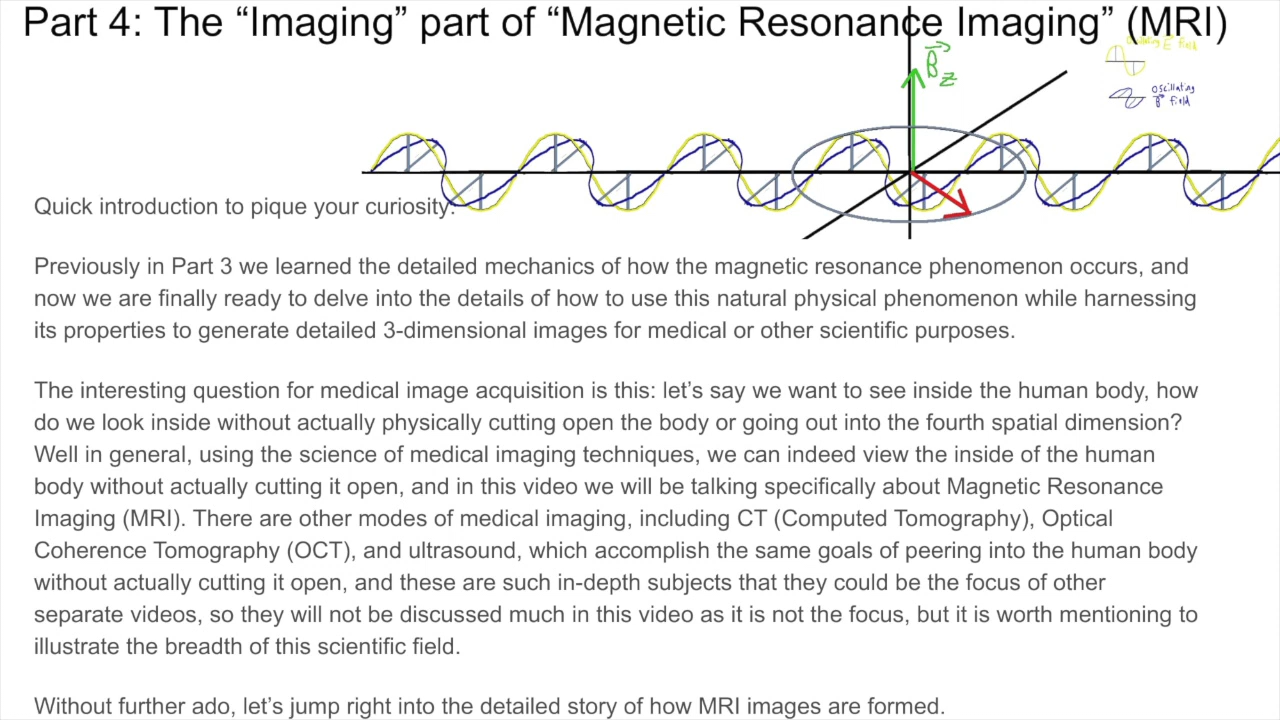 Part 4: The “Imaging” part of “Magnetic Resonance Imaging” (MRI)
Oscillating E field
B z
Oscillating
B field
Quick introduction to pique your curiosity:
Previously in Part 3 we learned the detailed mechanics of how the magnetic resonance phenomenon occurs, and
now we are finally ready to delve into the details of how to use this natural physical phenomenon while harnessing
its properties to generate detailed 3-dimensional images for medical or other scientific purposes.
The interesting question for medical image acquisition is this: let’s say we want to see inside the human body, how
do we look inside without actually physically cutting open the body or going out into the fourth spatial dimension?
Well in general, using the science of medical imaging techniques, we can indeed view the inside of the human
body without actually cutting it open, and in this video we will be talking specifically about Magnetic Resonance
Imaging (MRI). There are other modes of medical imaging, including CT (Computed Tomography), Optical
Coherence Tomography (OCT), and ultrasound, which accomplish the same goals of peering into the human body
without actually cutting it open, and these are such in-depth subjects that they could be the focus of other
separate videos, so they will not be discussed much in this video as it is not the focus, but it is worth mentioning to
illustrate the breadth of this scientific field.
Without further ado, let’s jump right into the detailed story of how MRI images are formed.